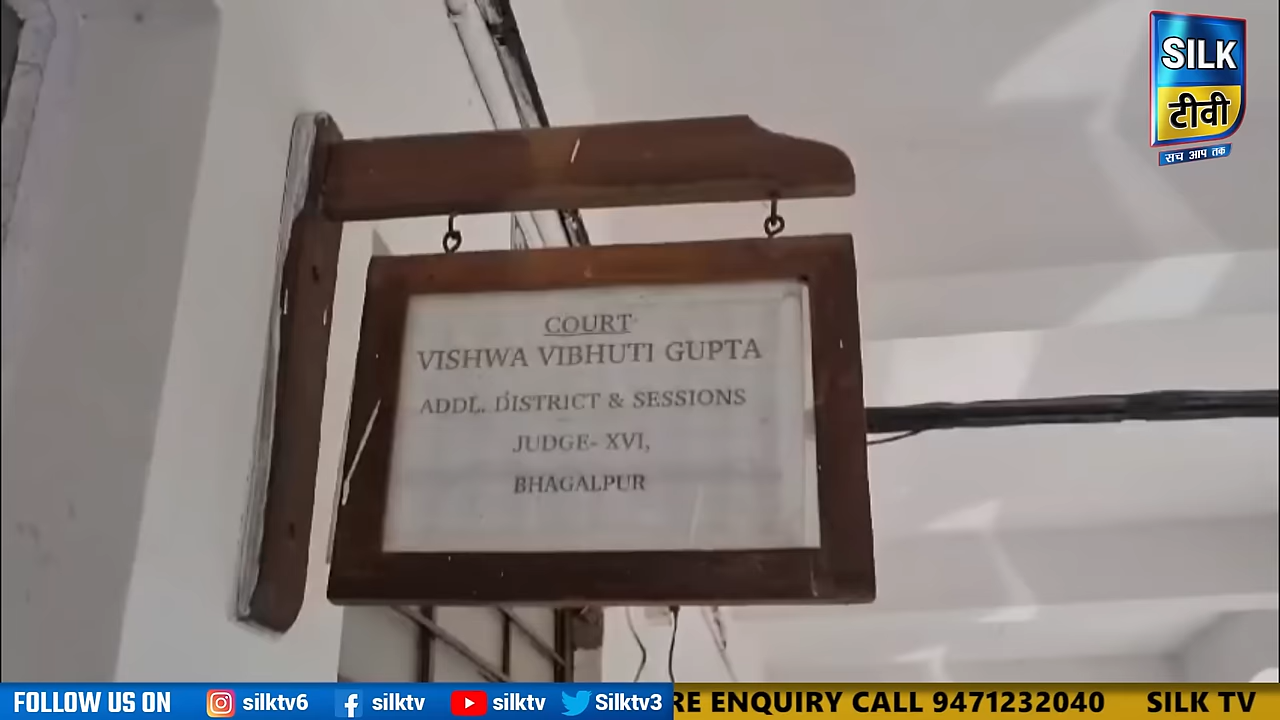 SILK
टीवी
सच आप तक
COURT
VISHWA VIBHUTI GUPTA
ADDL. DISTRICT & SESSIONS
JUDGE- XVI,
BHAGALPUR
FOLLOW US ON silktv6 silktv silktv Silktv3 RE ENQUIRY CALL 9471232040 SILK TV